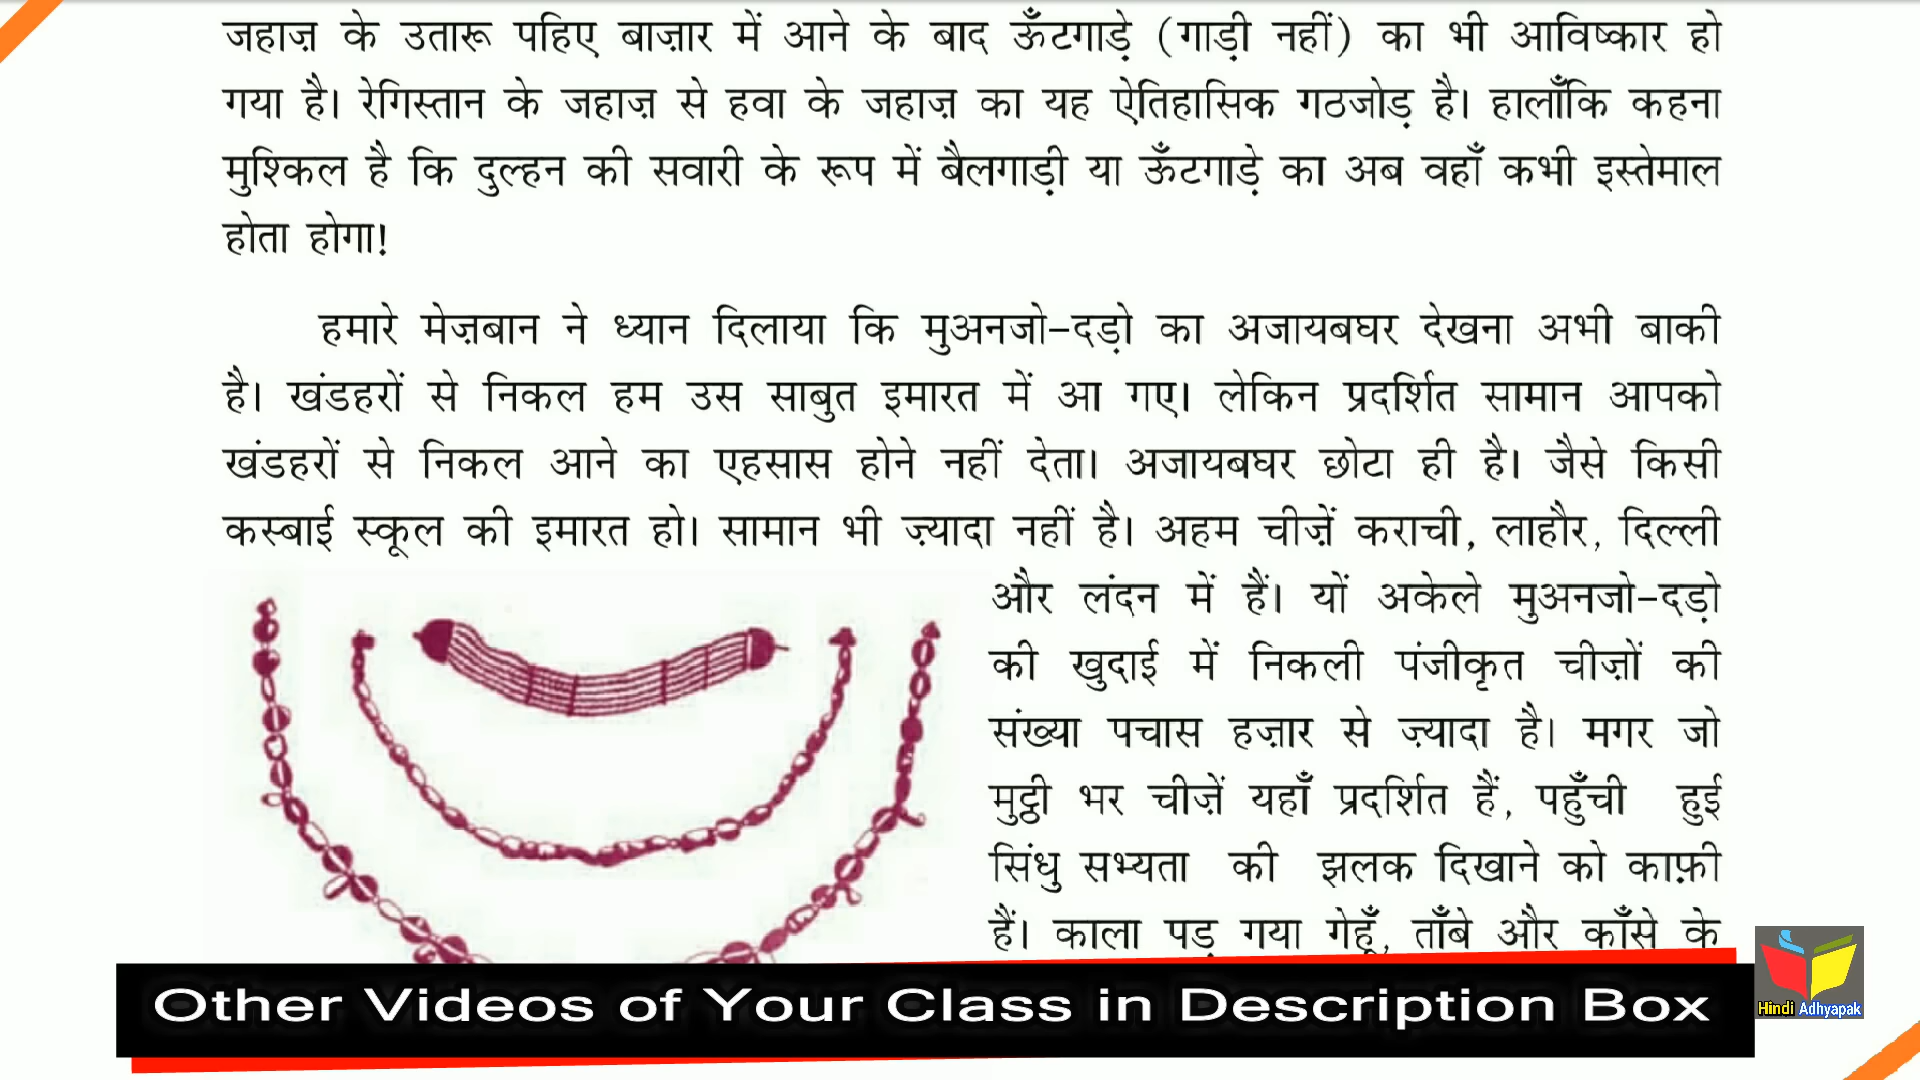 जहाज़ के उतारू पहिए बाज़ार में आने के बाद ऊँटगाड़े (गाड़ी नहीं) का भी आविष्कार हो
गया है। रेगिस्तान के जहाज़ से हवा के जहाज़ का यह ऐतिहासिक गठजोड़ है। हालाँकि कहना
मुश्किल है कि दुल्हन की सवारी के रूप में बैलगाड़ी या ऊँटगाड़े का अब वहाँ कभी इस्तेमाल
होता होगा!
हमारे मेज़बान ने ध्यान दिलाया कि मुअनजो-दड़ो का अजायबघर देखना अभी बाकी
है। खंडहरों से निकल हम उस साबुत इमारत में आ गए। लेकिन प्रदर्शित सामान आपको
खंडहरों से निकल आने का एहसास होने नहीं देता। अजायबघर छोटा ही है। जैसे किसी
कस्बाई स्कूल की इमारत हो। सामान भी ज़्यादा नहीं है। अहम चीज़ें कराची, लाहौर, दिल्ली
और लंदन में हैं। यों अकेले मुअनजो-दड़ो
की खुदाई में निकली पंजीकृत चीज़ों की
संख्या पचास हज़ार से ज़्यादा है। मगर जो
मुट्ठी भर चीज़ें यहाँ प्रदर्शित हैं, पहुँची हुई
सिंधु सभ्यता की झलक दिखाने को काफ़ी
हैं। काला पड़ गया गेहूँ, ताँबे और काँसे के
Other Videos of Your Class in Description Box
Hindi Adhyapak